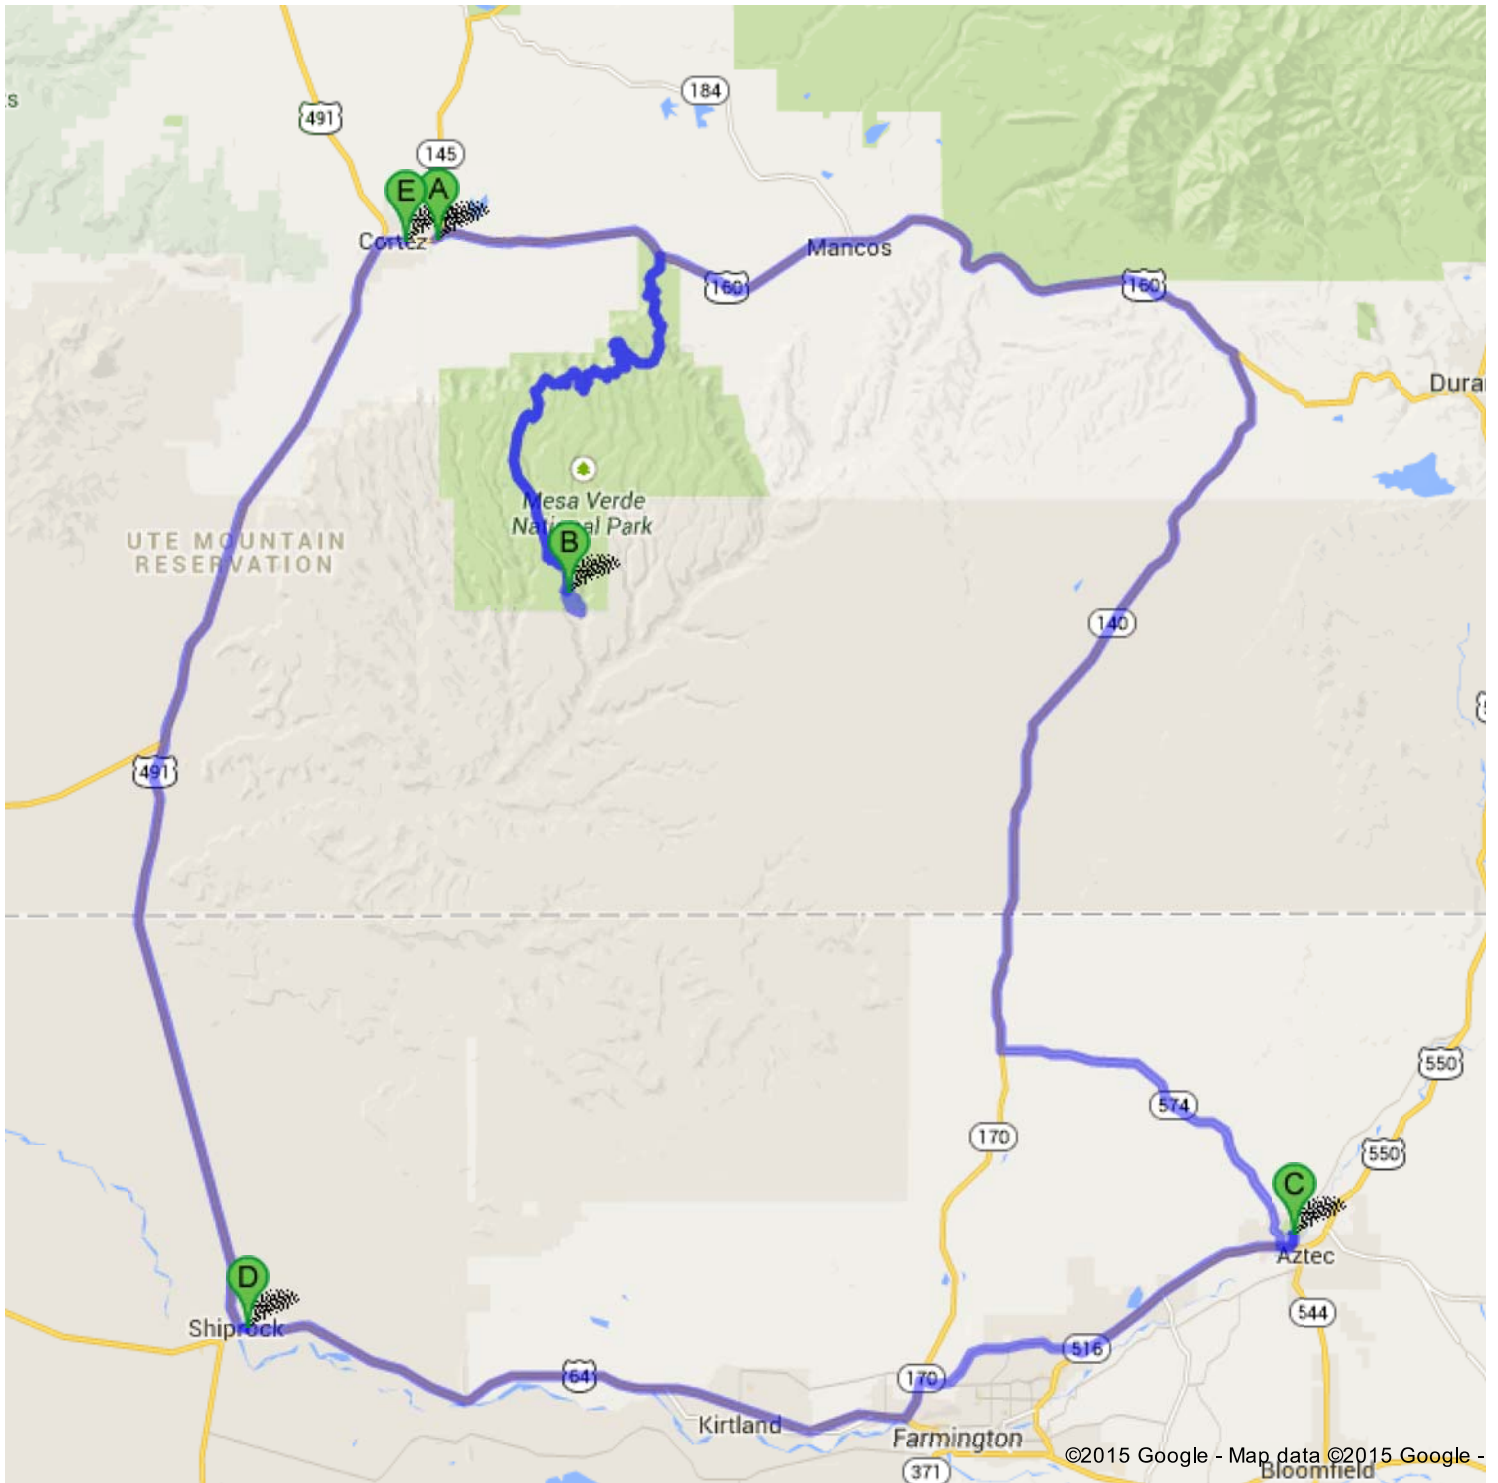 s
184
491
145
E
A
Cortez
Mancos
160
160
Dura
Mesa Verde
National Park
UTE MOUNTAIN
RESERVATION
B
140
491
550
574
170
550
C
Aztec
D
544
Shiprock
516
64
170
Kirtland
Farmington
©2015 Google - Map data ©2015 Google -
371
Bloomfield